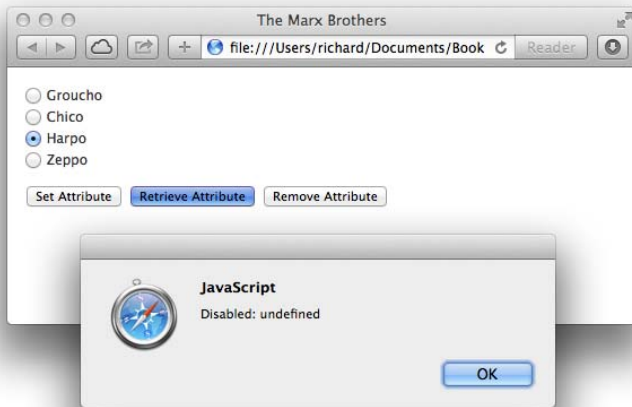 The Marx Brothers
file:///Users/richard/Documents/Book
Reader
Groucho
Chico
Harpo
Zeppo
Set Attribute Retrieve Attribute Remove Attribute
JavaScript
Disabled: undefined
OK